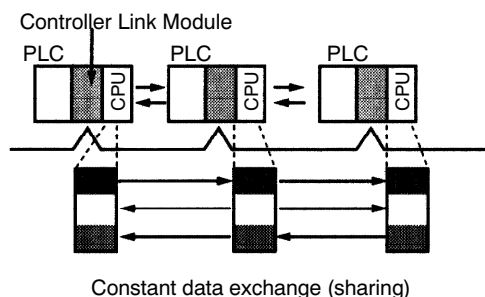 Controller Link Module
PLC PLC PLC
CPU CPU CPU
Constant data exchange (sharing)